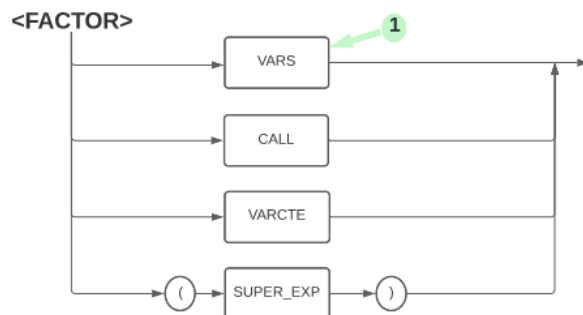 <FACTOR>
1
VARS
CALL
VARCTE
( SUPER_EXP )